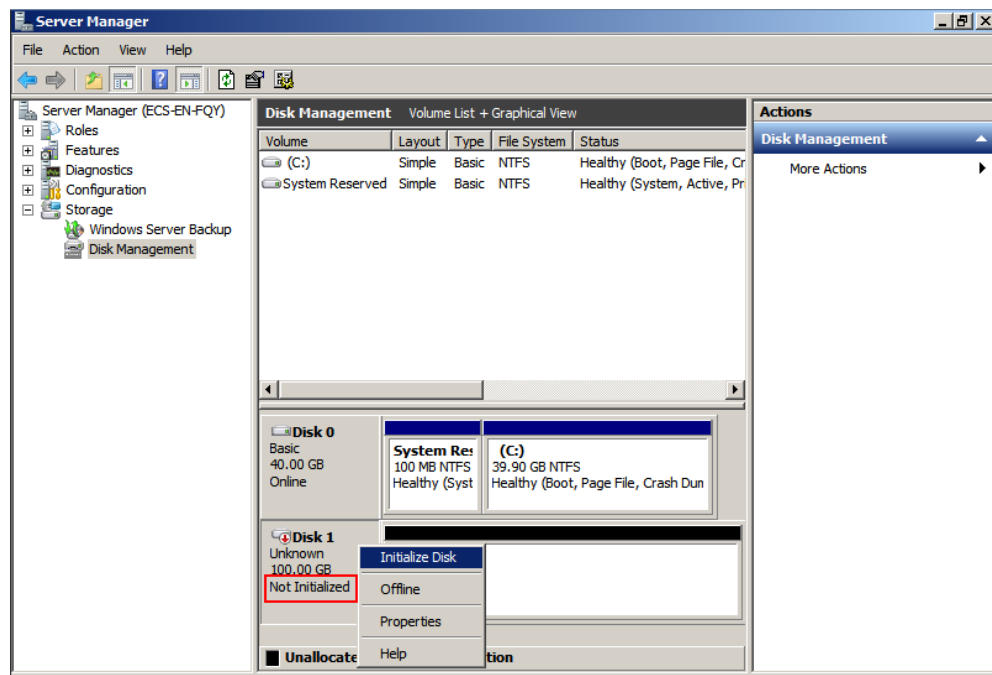 Server Manager
File Action View Help
Server Manager (ECS-EN-FQY)
Roles
Features
Diagnostics
Configuration
Storage
Windows Server Backup
Disk Management
Disk Management Volume List + Graphical View
Volume Layout Type File System Status
(C:) Simple Basic NTFS Healthy (Boot, Page File, Cr
System Reserved Simple Basic NTFS Healthy (System, Active, Pri
Disk 0
Basic
40.00 GB
Online
System Res
100 MB NTFS
Healthy (Syst
(C:)
39.90 GB NTFS
Healthy (Boot, Page File, Crash Dun
Disk 1
Unknown
100.00 GB
Not Initialized
Initialize Disk
Offline
Properties
Help
Unallocate tion
Actions
Disk Management
More Actions